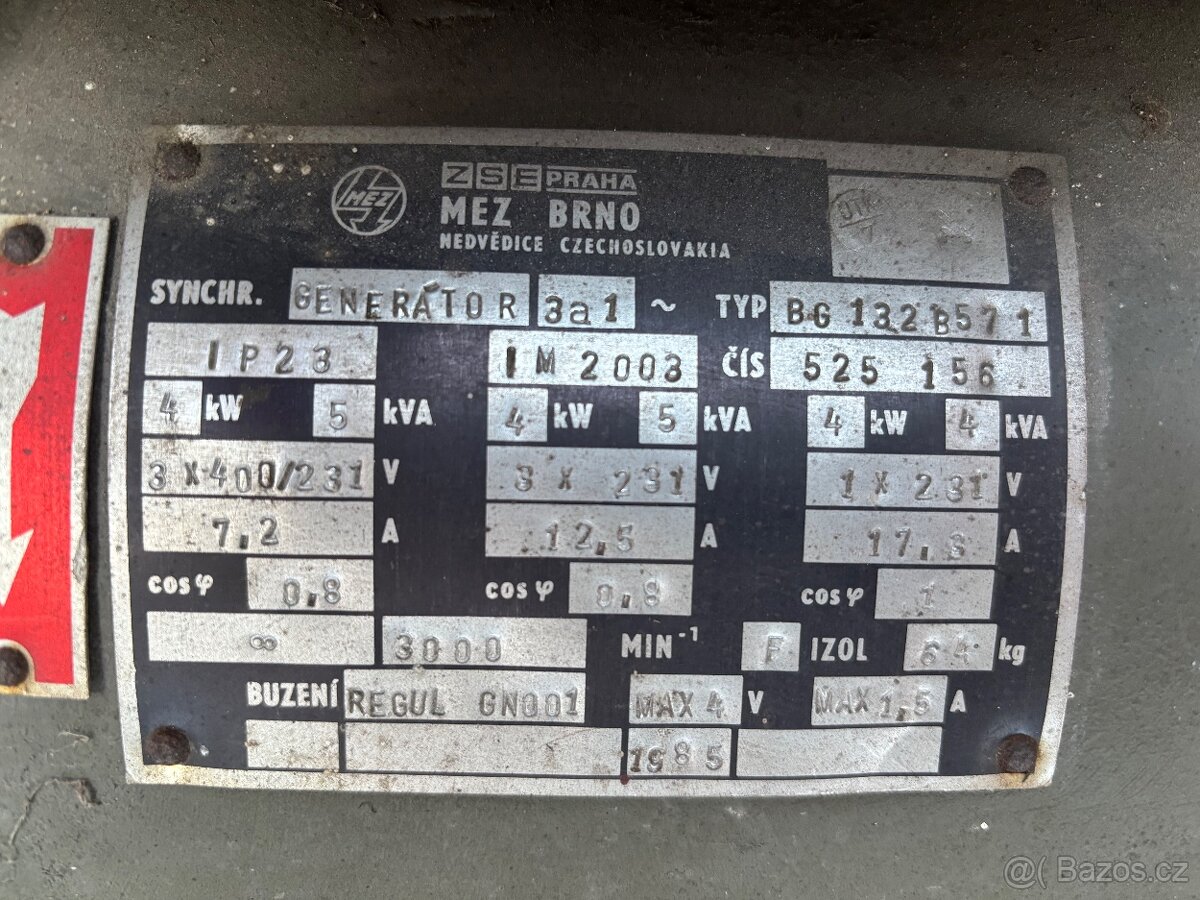 MEZ
ZSE PRAHA
MEZ BRNO
NEDVĚDICE CZECHOSLOVAKIA
SYNCHR. GENERÁTOR 3a1 ~ TYP BG 132B571
IP23 IM 2003 ČÍS 525 156
4 kW 5 kVA 4 kW 5 kVA 4 kW 4 kVA
3 X 400/231 V 3 X 231 V 1 X 231 V
7,2 A 12,5 A 17,3 A
cos φ 0,8 cos φ 0,8 cos φ 1
∞ 3000 MIN⁻¹ F IZOL 64 kg
BUZENÍ REGUL GN001 MAX 4 V MAX 1,5 A
1985
© Bazos.cz